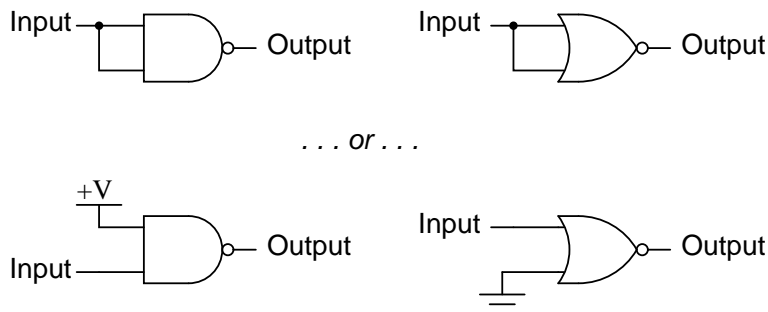 Input Output Input Output
. . . or . . .
+V
Input Output
Input Output